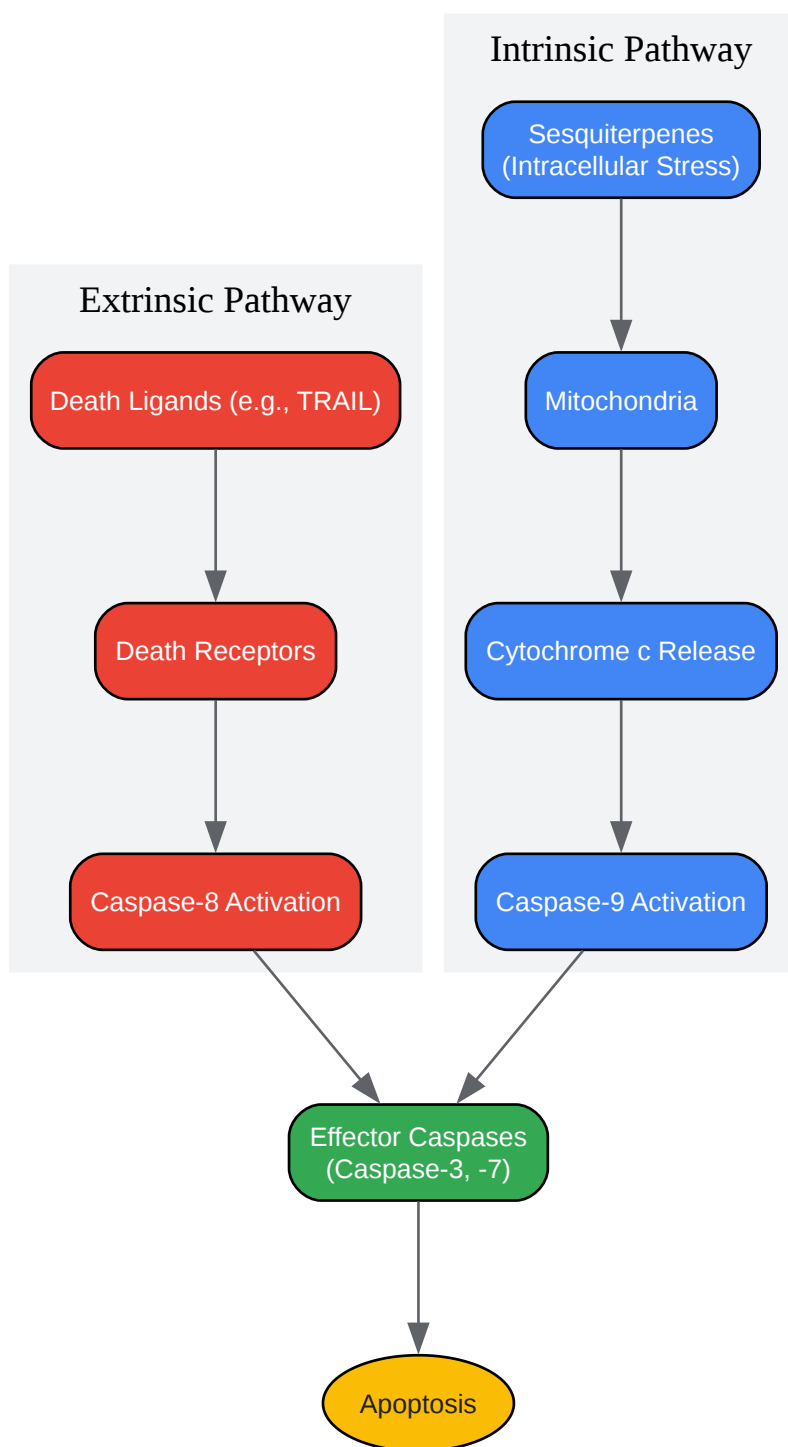 Intrinsic Pathway
Sesquiterpenes
(Intracellular Stress)
Extrinsic Pathway
Death Ligands (e.g., TRAIL)
Mitochondria
Death Receptors
Cytochrome c Release
Caspase-8 Activation
Caspase-9 Activation
Effector Caspases
(Caspase-3, -7)
Apoptosis